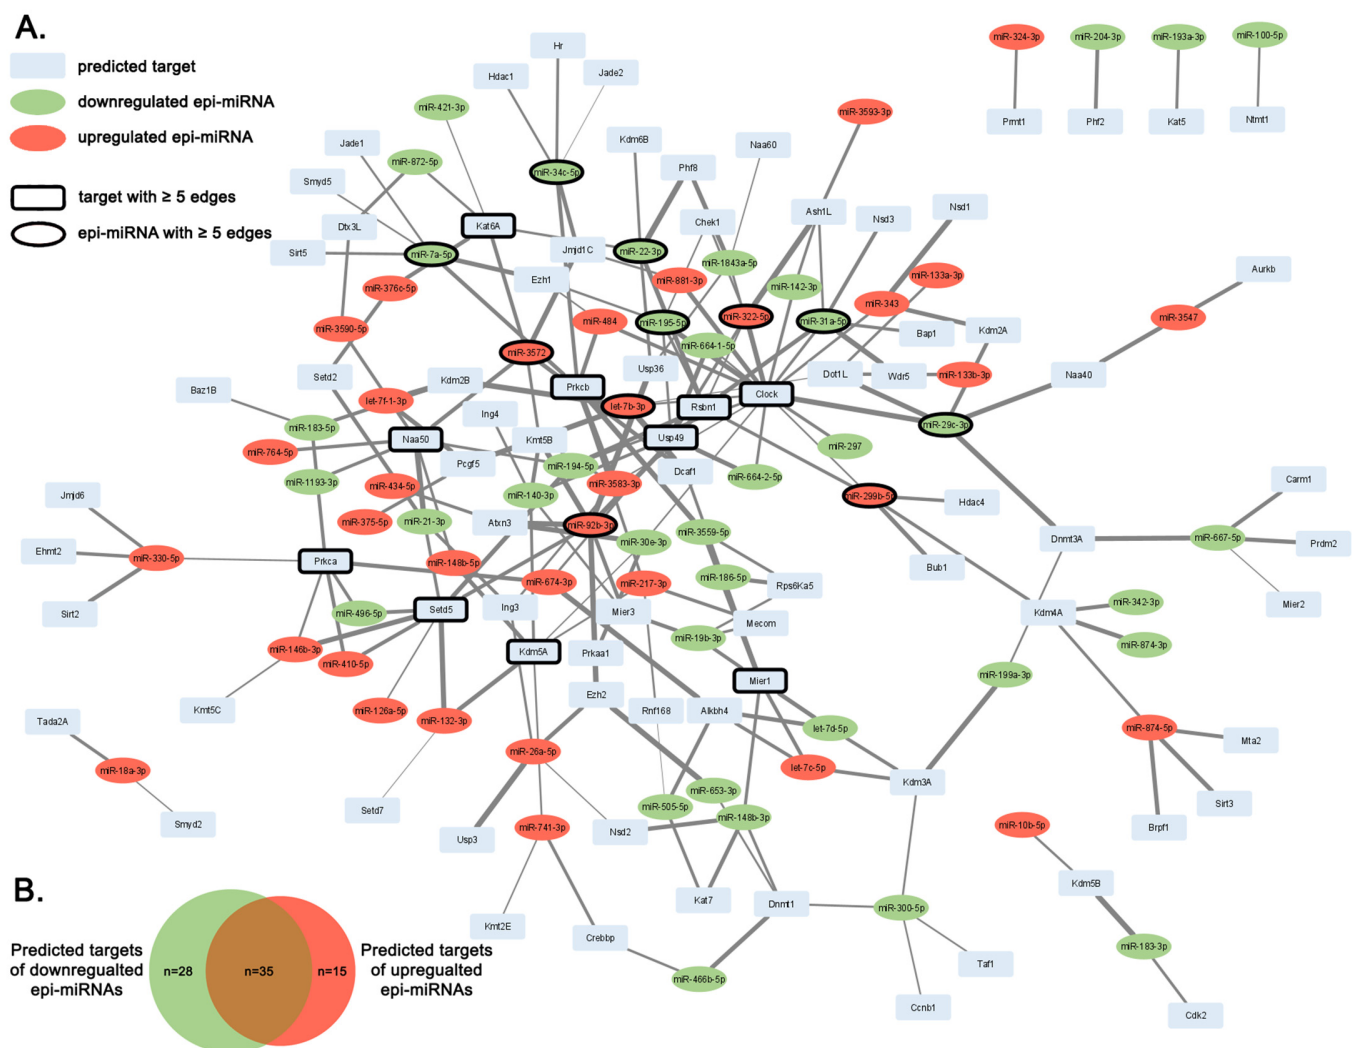 A.
predicted target
downregulated epi-miRNA
upregulated epi-miRNA
target with ≥ 5 edges
epi-miRNA with ≥ 5 edges
miR-324-3p
miR-204-3p
miR-193a-3p
miR-100-5p
Prmt1
Phf2
Kat5
Ntmt1
Hr
Hdac1
Jade2
miR-421-3p
miR-3593-3p
Jade1
miR-872-5p
miR-34c-5p
Kdm6B
Phf8
Naa60
Smyd5
Dtx3L
Kat6A
Chek1
Ash1L
Nsd3
Nsd1
Sirt5
miR-7a-5p
Jmjd1C
miR-22-3p
miR-1843a-5p
Ezh1
miR-881-3p
miR-142-3p
miR-133a-3p
Aurkb
miR-376c-5p
miR-343
miR-3590-5p
miR-484
miR-195-5p
miR-322-5p
miR-31a-5p
Bap1
Kdm2A
miR-3547
miR-664-1-5p
miR-3572
Setd2
Kdm2B
Prkcb
Usp36
Clock
Dot1L
Wdr5
miR-133b-3p
Naa40
Baz1B
let-7f-1-3p
Ing4
let-7b-3p
Rsbn1
miR-183-5p
Naa50
Kmt5B
Usp49
miR-297
miR-29c-3p
miR-764-5p
Pcgf5
miR-194-5p
Dcaf1
miR-664-2-5p
miR-1193-3p
miR-434-5p
miR-140-3p
miR-3583-3p
miR-299b-5p
Hdac4
Jmjd6
miR-375-5p
miR-21-3p
Atxn3
miR-92b-3p
miR-30e-3p
miR-3559-5p
Carm1
Ehmt2
miR-330-5p
Prkca
miR-148b-5p
Bub1
Dnmt3A
miR-667-5p
Prdm2
miR-674-3p
miR-217-3p
miR-186-5p
Rps6Ka5
Sirt2
miR-496-5p
Setd5
Ing3
Mier3
Mecom
Kdm4A
miR-342-3p
Mier2
miR-146b-3p
miR-410-5p
Kdm5A
Prkaa1
miR-19b-3p
miR-874-3p
Mier1
miR-199a-3p
Kmt5C
miR-126a-5p
miR-132-3p
Ezh2
Rnf168
Alkbh4
let-7d-5p
Tada2A
miR-874-5p
Mta2
miR-18a-3p
miR-26a-5p
let-7c-5p
Kdm3A
Setd7
miR-653-3p
Sirt3
Smyd2
miR-505-5p
miR-148b-3p
Usp3
miR-741-3p
Nsd2
miR-10b-5p
Brpf1
Kdm5B
Kat7
Dnmt1
miR-300-5p
Kmt2E
Crebbp
miR-183-3p
miR-466b-5p
Taf1
Ccnb1
Cdk2
B.
Predicted targets
of downregualted
epi-miRNAs
n=28
n=35
n=15
Predicted targets
of upregualted
epi-miRNAs